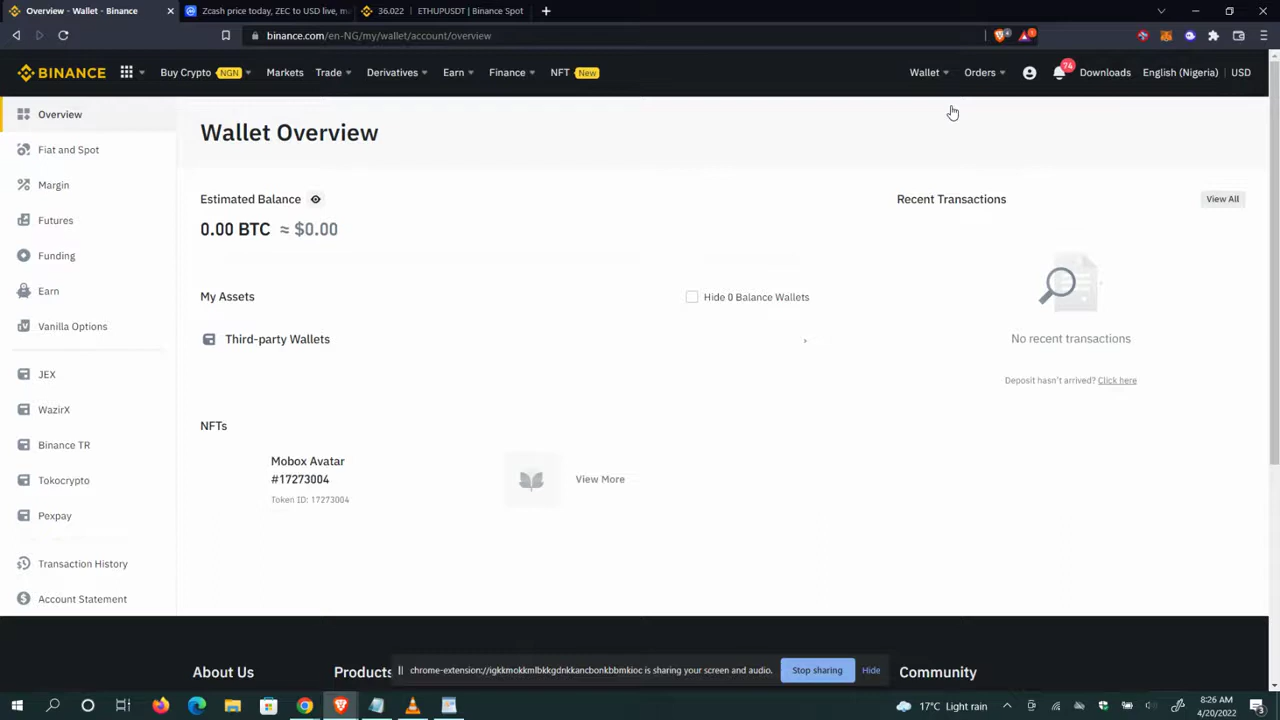 Overview - Wallet - Binance
Zcash price today, ZEC to USD live, m
36,022 ETHUPUSDT | Binance Spot
binance.com/en-NG/my/wallet/account/overview
BINANCE
Buy Crypto NGN Markets Trade Derivatives Earn Finance NFT New
Wallet Orders 74 Downloads English (Nigeria) USD
Overview
Fiat and Spot
Margin
Futures
Funding
Earn
Vanilla Options
JEX
WazirX
Binance TR
Tokocrypto
Pexpay
Transaction History
Account Statement
Wallet Overview
Estimated Balance
0.00 BTC ≈ $0.00
My Assets
Hide 0 Balance Wallets
Third-party Wallets
NFTs
Mobox Avatar
#17273004
Token ID: 17273004
View More
Recent Transactions
View All
No recent transactions
Deposit hasn't arrived? Click here
About Us
Products
Community
chrome-extension://igkkmokkmlbkkgdnkkancbonkbbmkioc is sharing your screen and audio.
Stop sharing
Hide
17°C Light rain
8:26 AM
4/20/2022
3